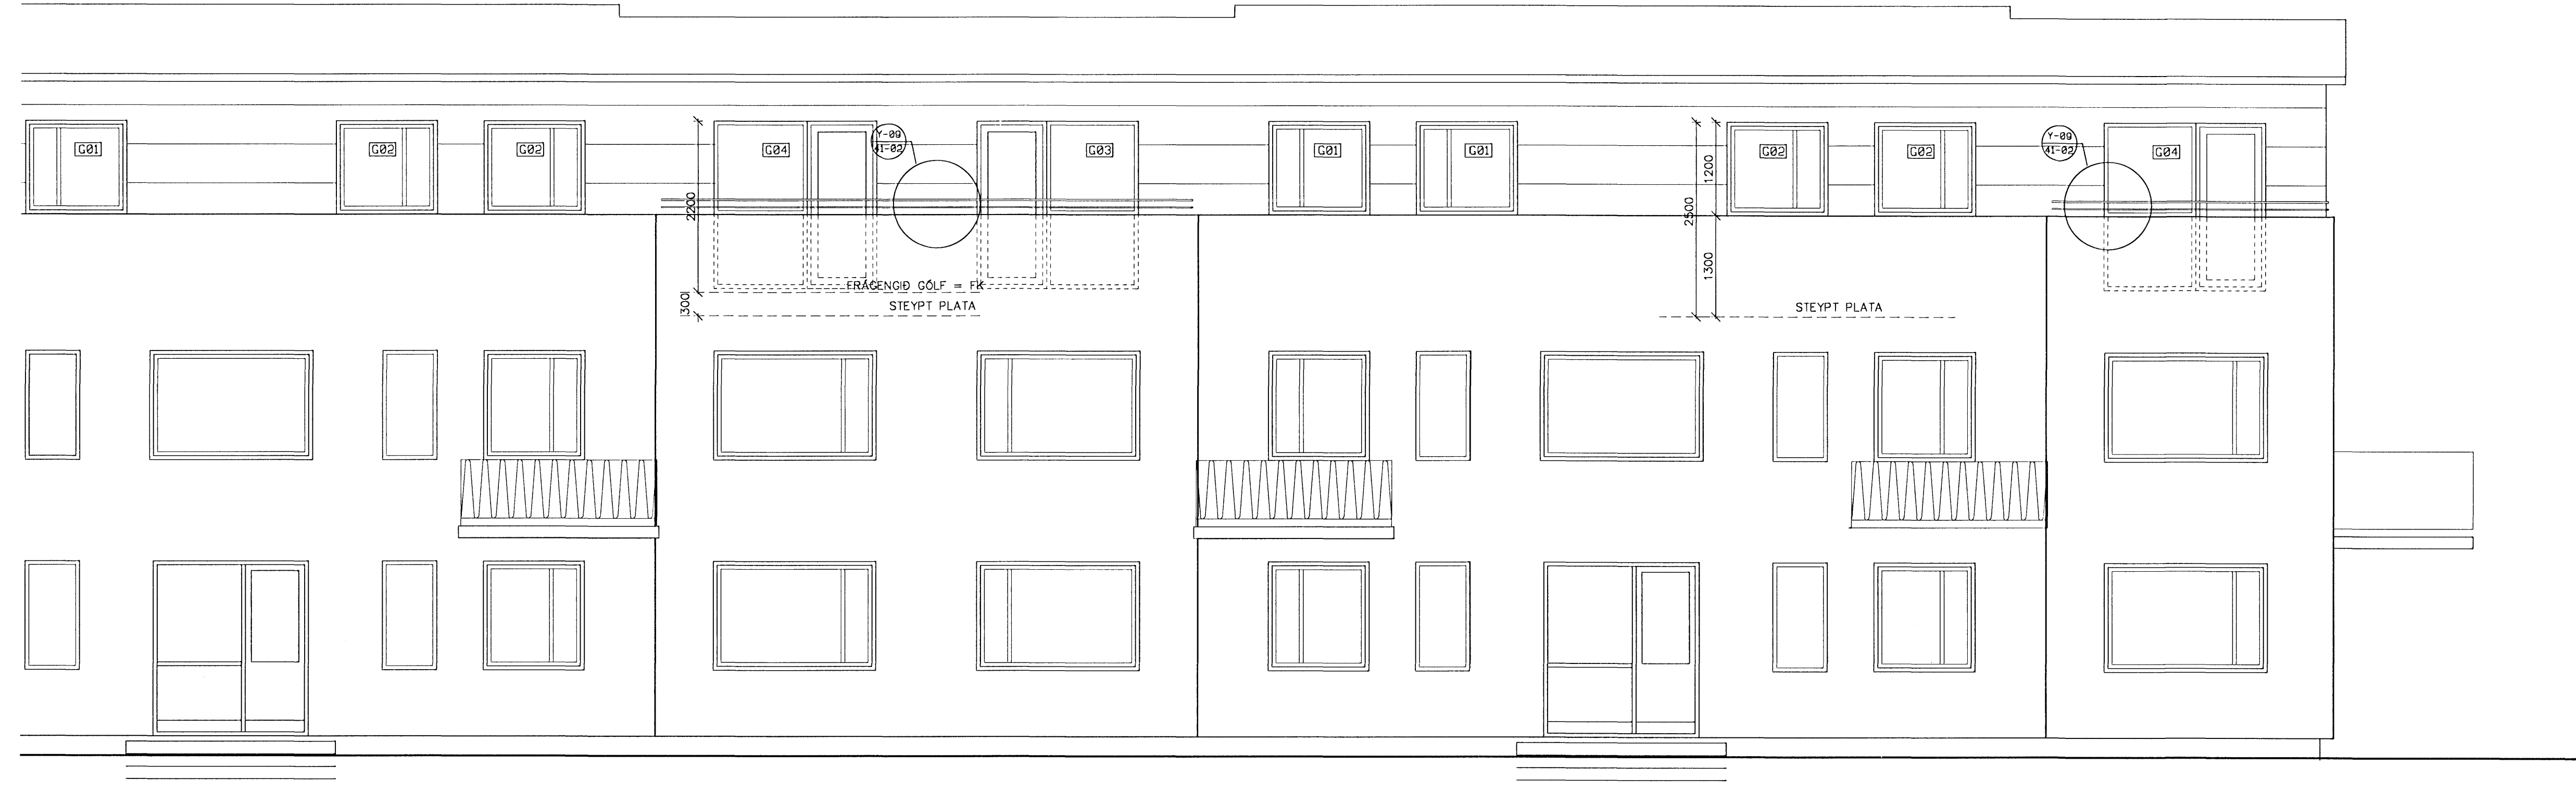 G01
G02
G02
G04
Y-09
41-02
G03
G01
G01
G02
G02
Y-09
41-02
G04
2200
300
FRÁGENGIÐ GÓLF = FK
STEYPT PLATA
2500
1200
1300
STEYPT PLATA